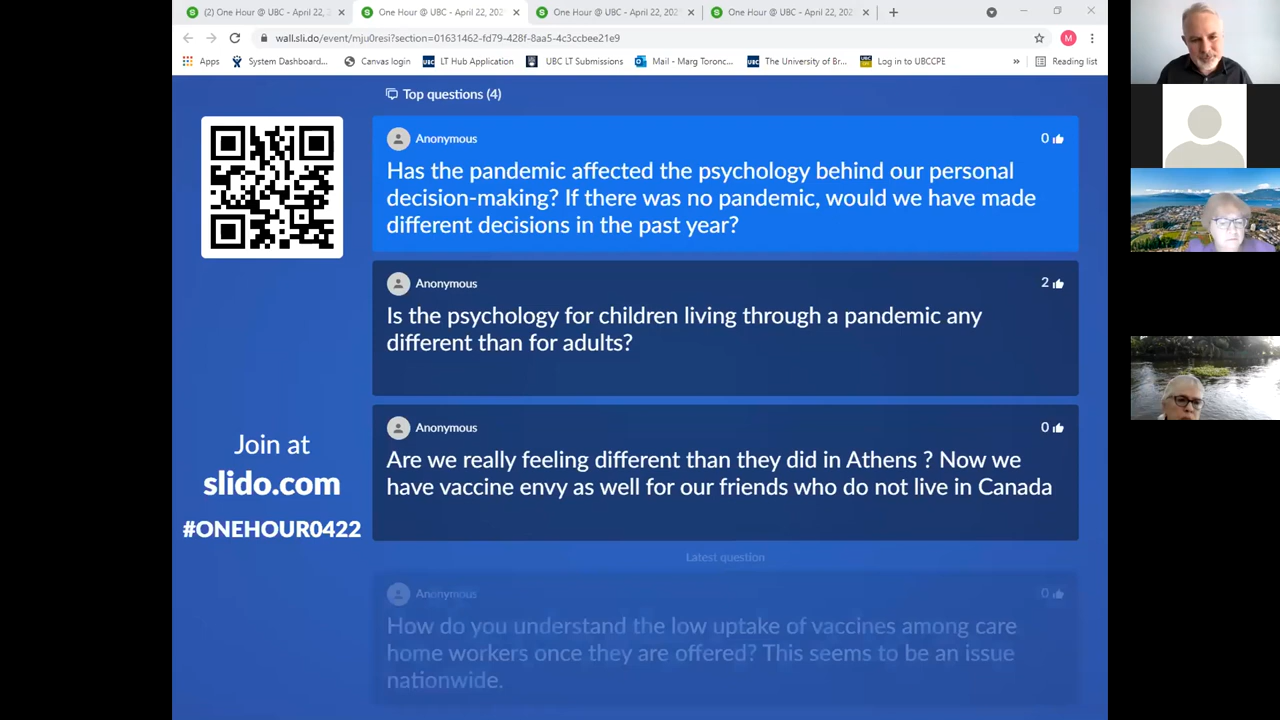 (2) One Hour @ UBC - April 22, 2
One Hour @ UBC - April 22, 202
One Hour @ UBC - April 22, 202
One Hour @ UBC - April 22, 202
wall.sli.do/event/mju0resi?section=01631462-fd79-428f-8aa5-4c3ccbee21e9
M
Apps
System Dashboard...
Canvas login
LT Hub Application
UBC LT Submissions
Mail - Marg Toronc...
The University of Br...
Log in to UBCCPE
»
Reading list
Top questions (4)
Anonymous
0
Has the pandemic affected the psychology behind our personal
decision-making? If there was no pandemic, would we have made
different decisions in the past year?
Anonymous
2
Is the psychology for children living through a pandemic any
different than for adults?
Join at
slido.com
#ONEHOUR0422
Anonymous
0
Are we really feeling different than they did in Athens ? Now we
have vaccine envy as well for our friends who do not live in Canada
Latest question
Anonymous
0
How do you understand the low uptake of vaccines among care
home workers once they are offered? This seems to be an issue
nationwide.